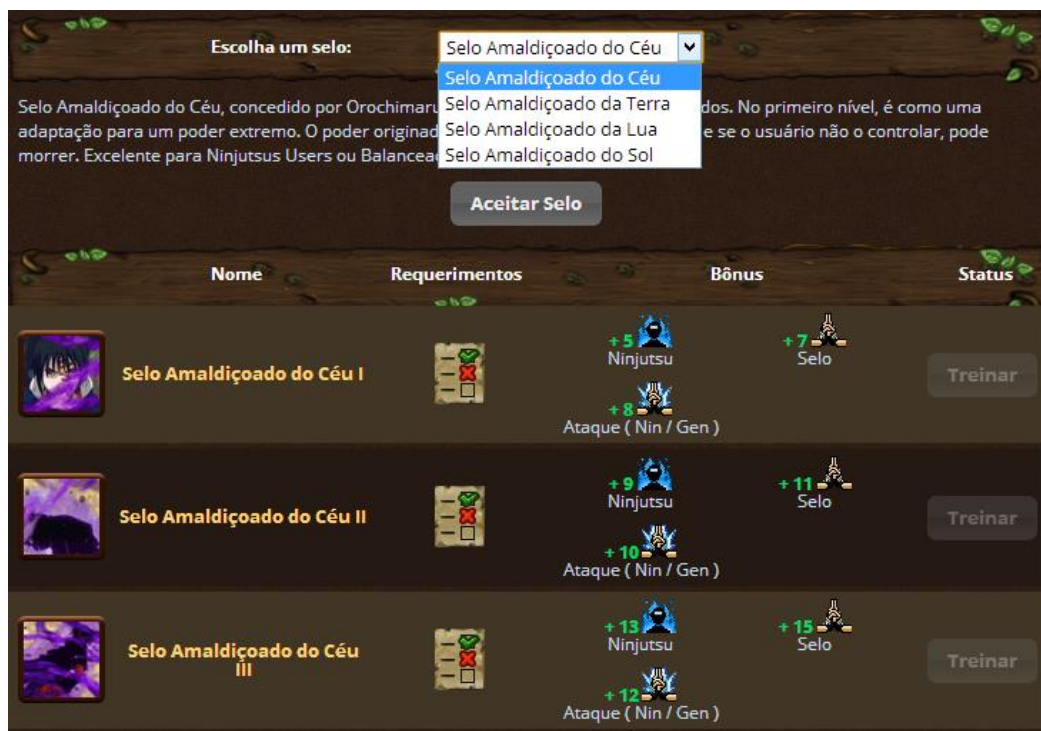 Escolha um selo:
Selo Amaldiçoado do Céu
Selo Amaldiçoado do Céu
Selo Amaldiçoado da Terra
Selo Amaldiçoado da Lua
Selo Amaldiçoado do Sol
Selo Amaldiçoado do Céu, concedido por Orochimaru dos. No primeiro nível, é como uma
adaptação para um poder extremo. O poder originad e se o usuário não o controlar, pode
morrer. Excelente para Ninjutsus Users ou Balancea
Aceitar Selo
Nome Requerimentos Bônus Status
+ 5 + 7
Ninjutsu Selo
Selo Amaldiçoado do Céu I Treinar
+ 8
Ataque ( Nin / Gen )
+ 9 + 11
Ninjutsu Selo
Selo Amaldiçoado do Céu II Treinar
+ 10
Ataque ( Nin / Gen )
+ 13 + 15
Ninjutsu Selo
Selo Amaldiçoado do Céu
III Treinar
+ 12
Ataque ( Nin / Gen )